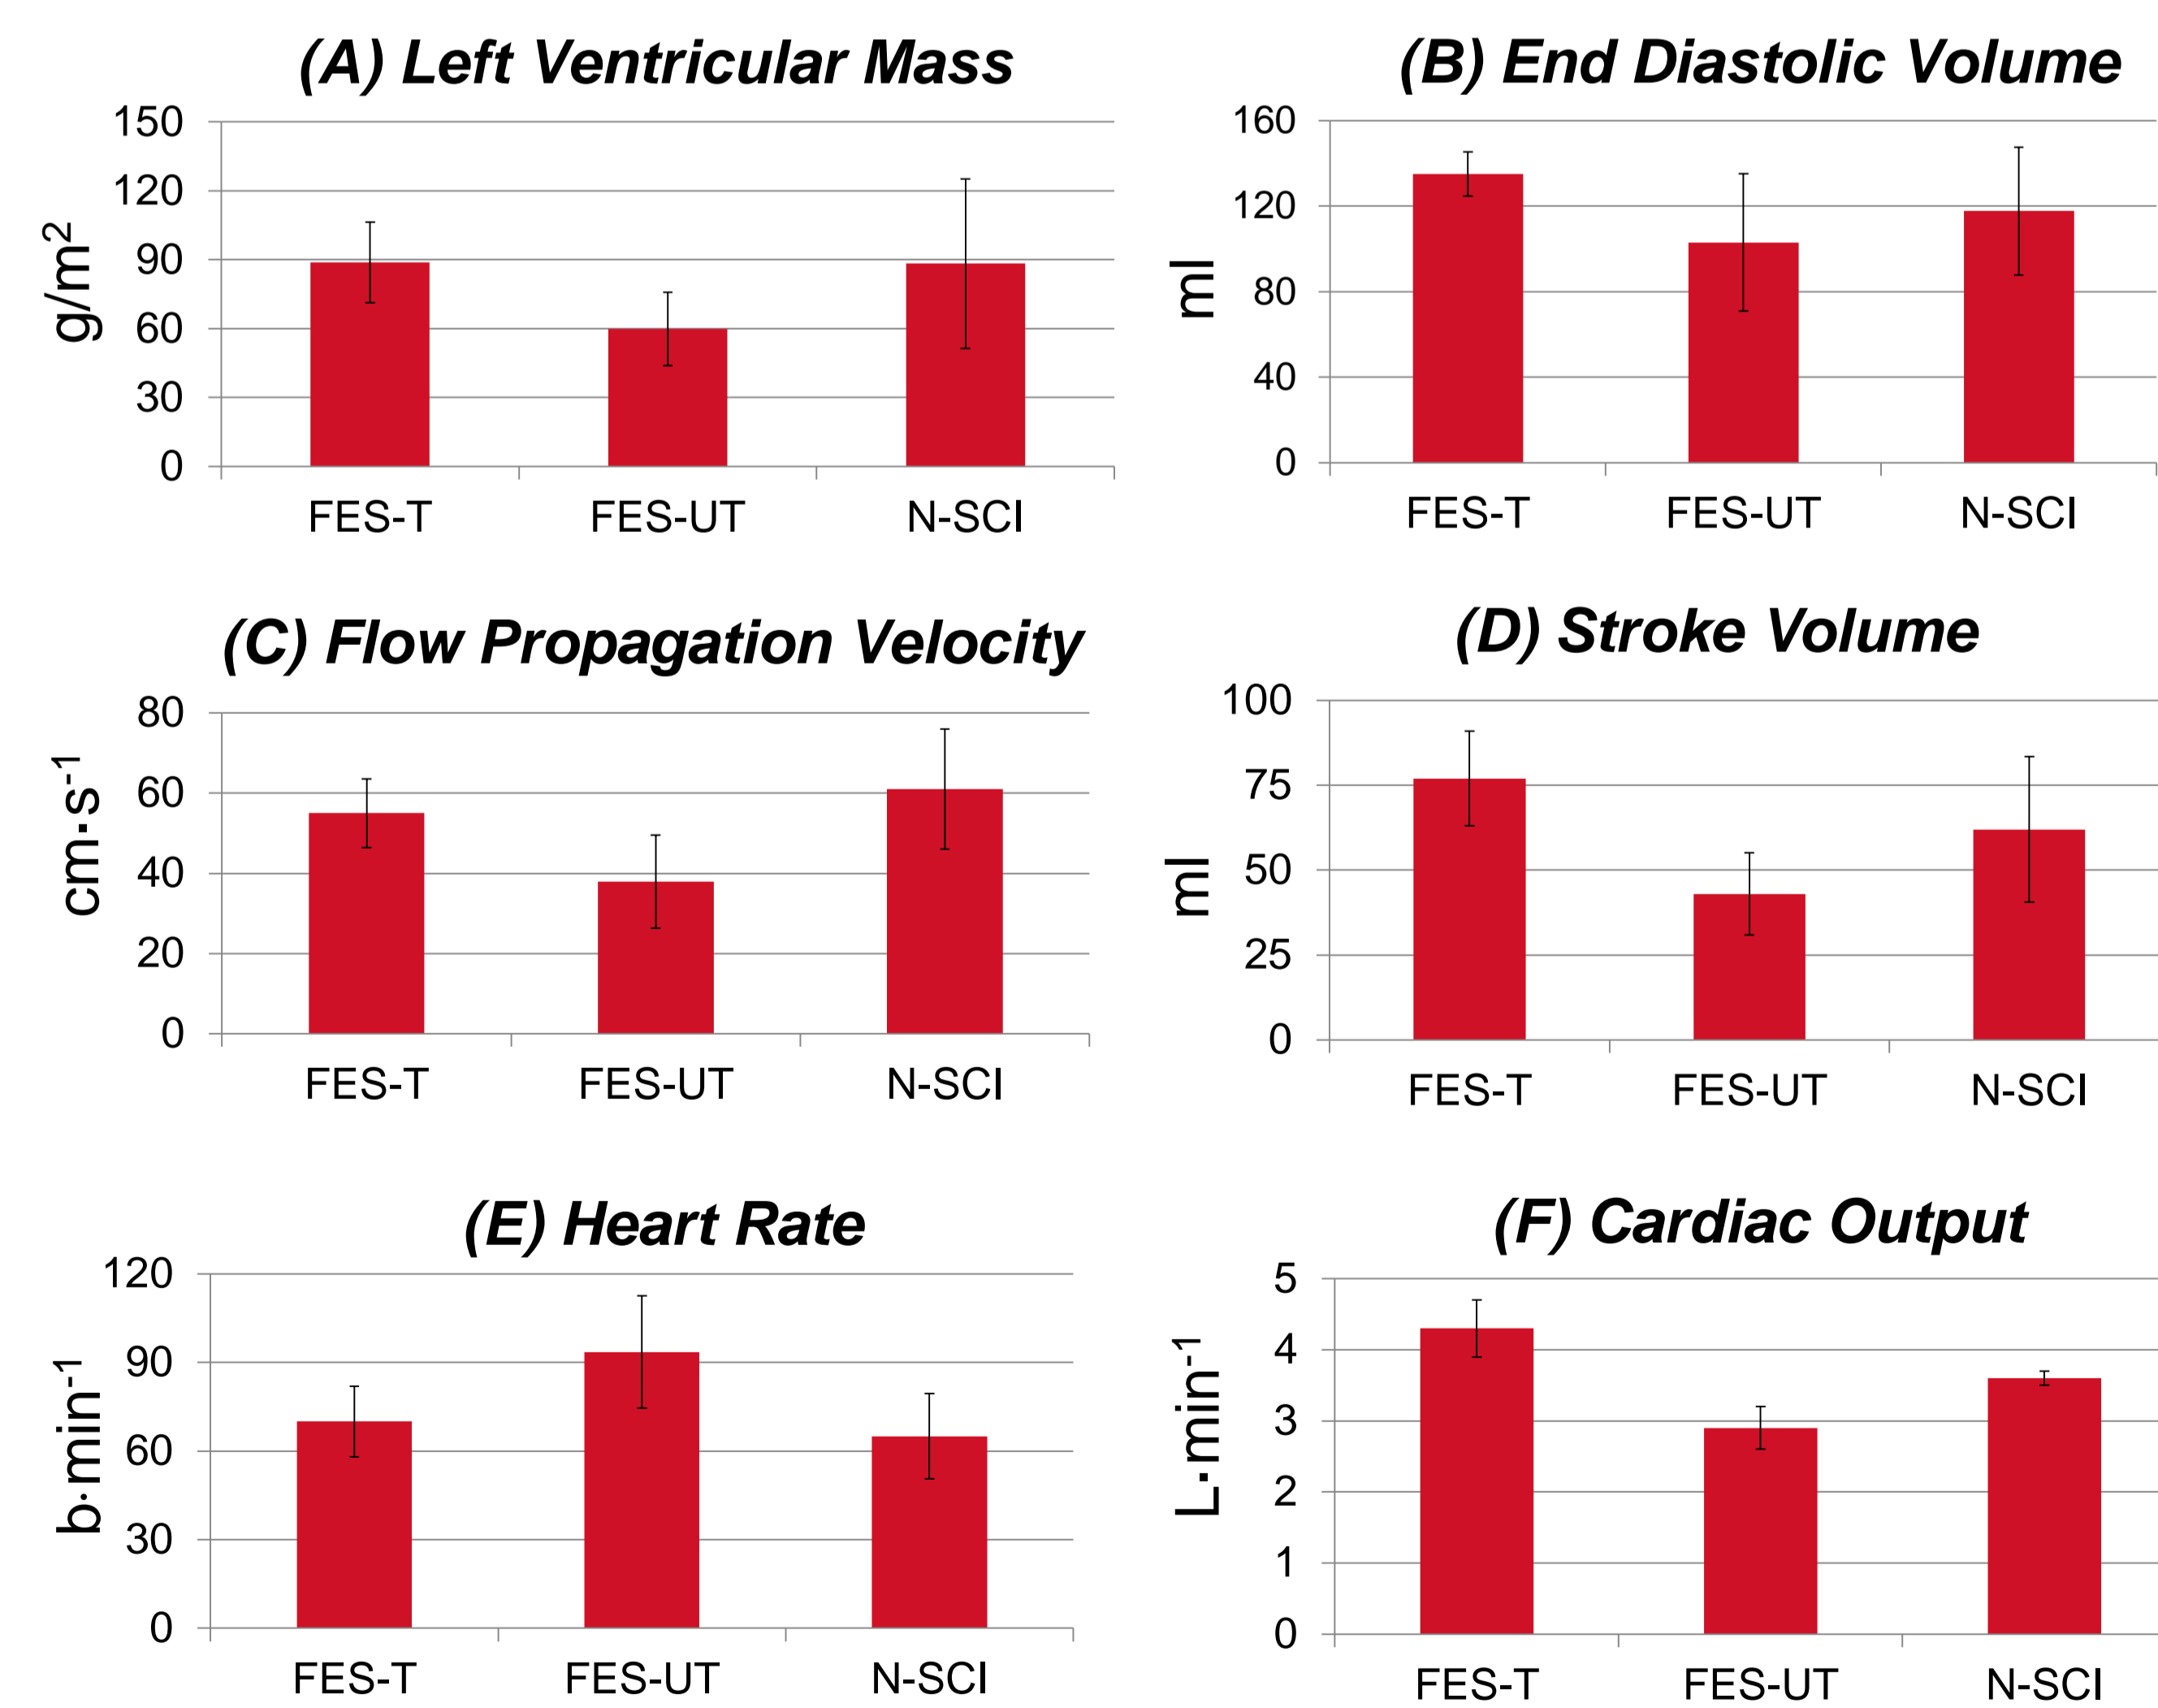 (A) Left Ventricular Mass
150
120
90
60
30
0
g/m²
FES-T FES-UT N-SCI
(B) End Diastolic Volume
160
120
80
40
0
ml
FES-T FES-UT N-SCI
(C) Flow Propagation Velocity
80
60
40
20
0
cm·s⁻¹
FES-T FES-UT N-SCI
(D) Stroke Volume
100
75
50
25
0
ml
FES-T FES-UT N-SCI
(E) Heart Rate
120
90
60
30
0
b·min⁻¹
FES-T FES-UT N-SCI
(F) Cardiac Output
5
4
3
2
1
0
L·min⁻¹
FES-T FES-UT N-SCI